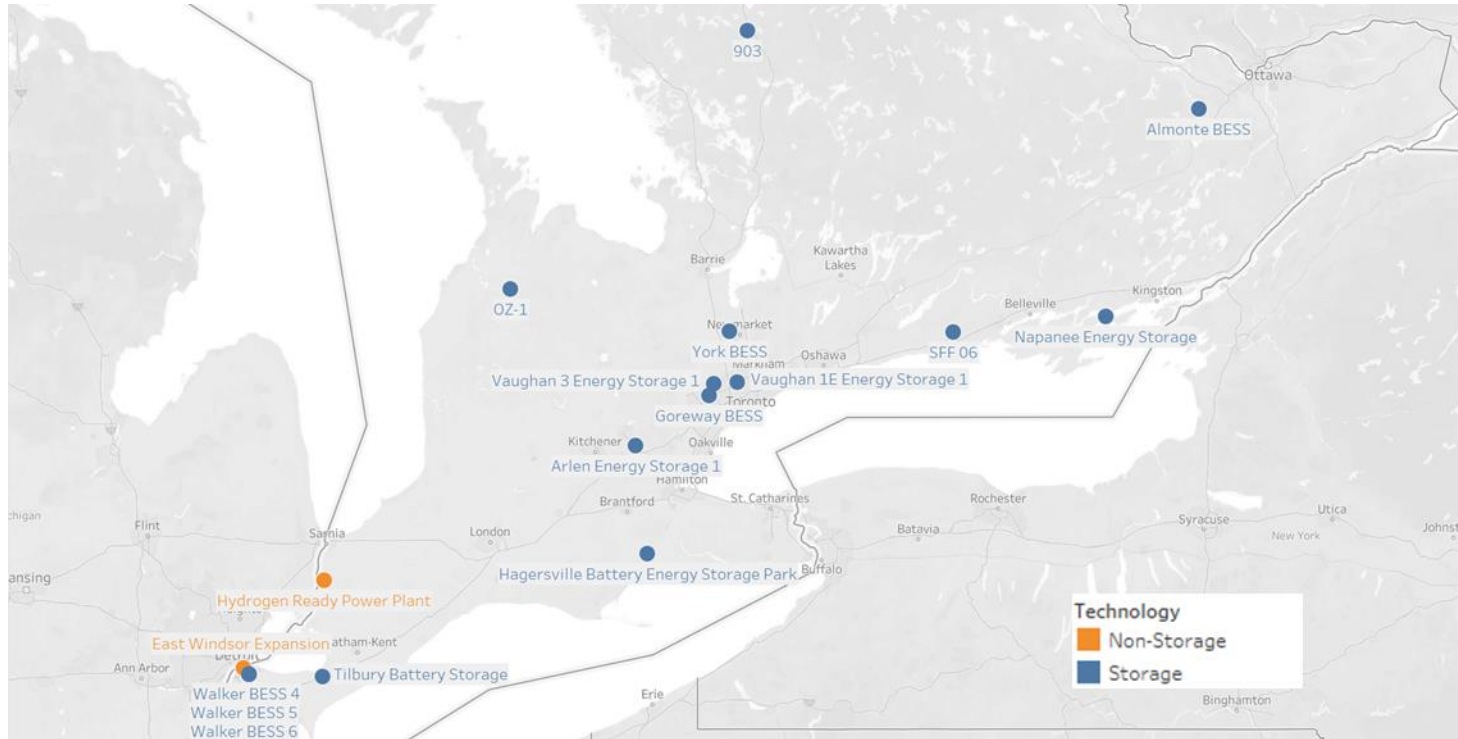 903
Ottawa
Almonte BESS
Kawartha
Lakes
Barrie
OZ-1
Belleville
Kingston
Newmarket
Napanee Energy Storage
York BESS
Oshawa
SFF 06
Markham
Vaughan 3 Energy Storage 1
Vaughan 1E Energy Storage 1
Toronto
Goreway BESS
Kitchener
Oakville
Arlen Energy Storage 1
Hamilton
Brantford
St. Catharines
Rochester
Flint
Sarnia
London
Batavia
Syracuse
Utica
New York
Buffalo
Hagersville Battery Energy Storage Park
Hydrogen Ready Power Plant
Technology
Non-Storage
Storage
East Windsor Expansion
Detroit
Ann Arbor
Tilbury Battery Storage
Walker BESS 4
Walker BESS 5
Walker BESS 6
Erie
Binghamton